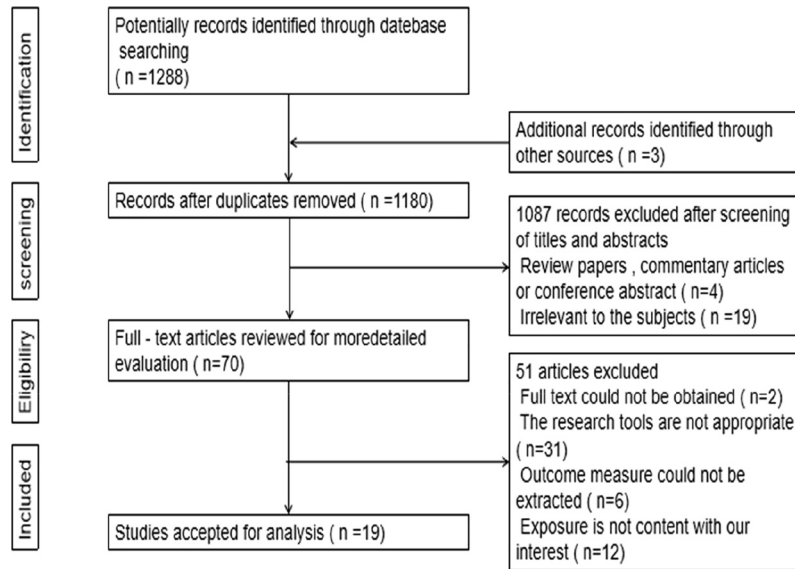 Identification
Potentially records identified through datebase
searching
( n =1288)
Additional records identified through
other sources ( n =3)
screening
Records after duplicates removed ( n =1180)
1087 records excluded after screening
of titles and abstracts
Review papers , commentary articles
or conference abstract ( n=4)
Irrelevant to the subjects ( n =19)
Eligibiliry
Full - text articles reviewed for moredetailed
evaluation ( n=70)
51 articles excluded
Full text could not be obtained ( n=2)
The research tools are not appropriate
( n=31)
Outcome measure could not be
extracted ( n=6)
Exposure is not content with our
interest ( n=12)
Included
Studies accepted for analysis ( n =19)